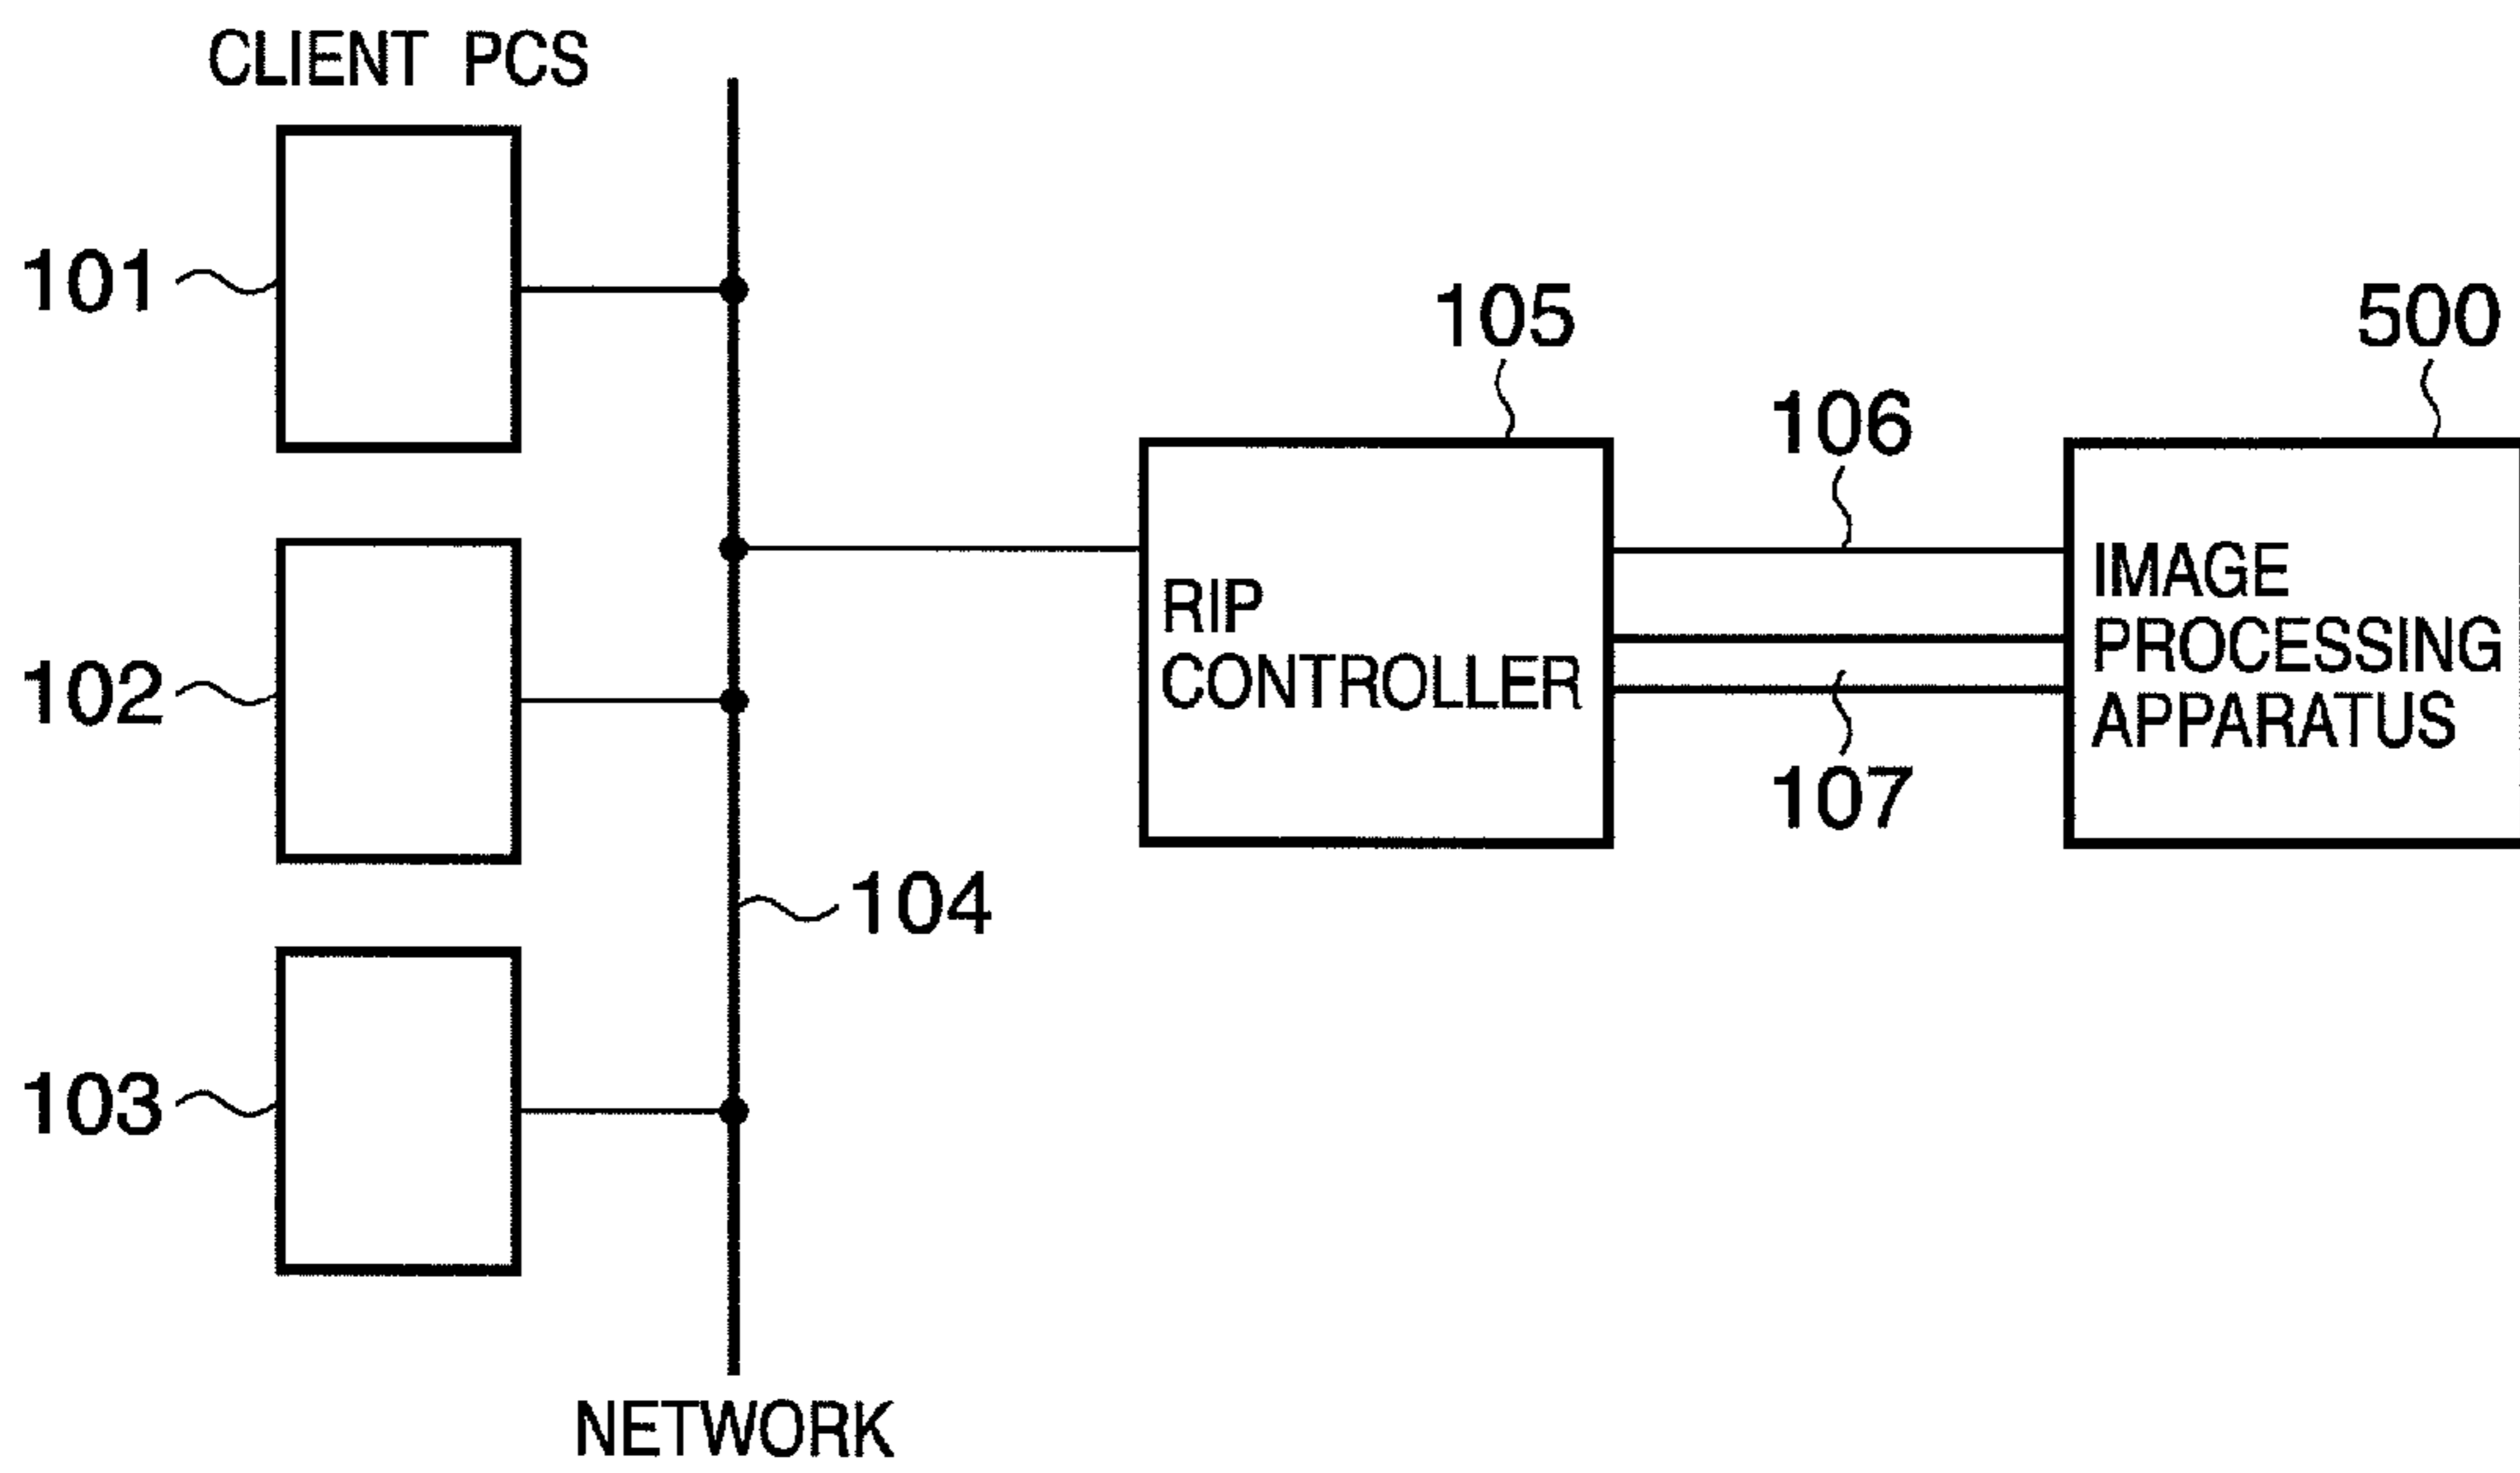 CLIENT PCS
101
105
500
106
IMAGE
RIP
PROCESSING
CONTROLLER
102
APPARATUS
107
104
103
NETWORK